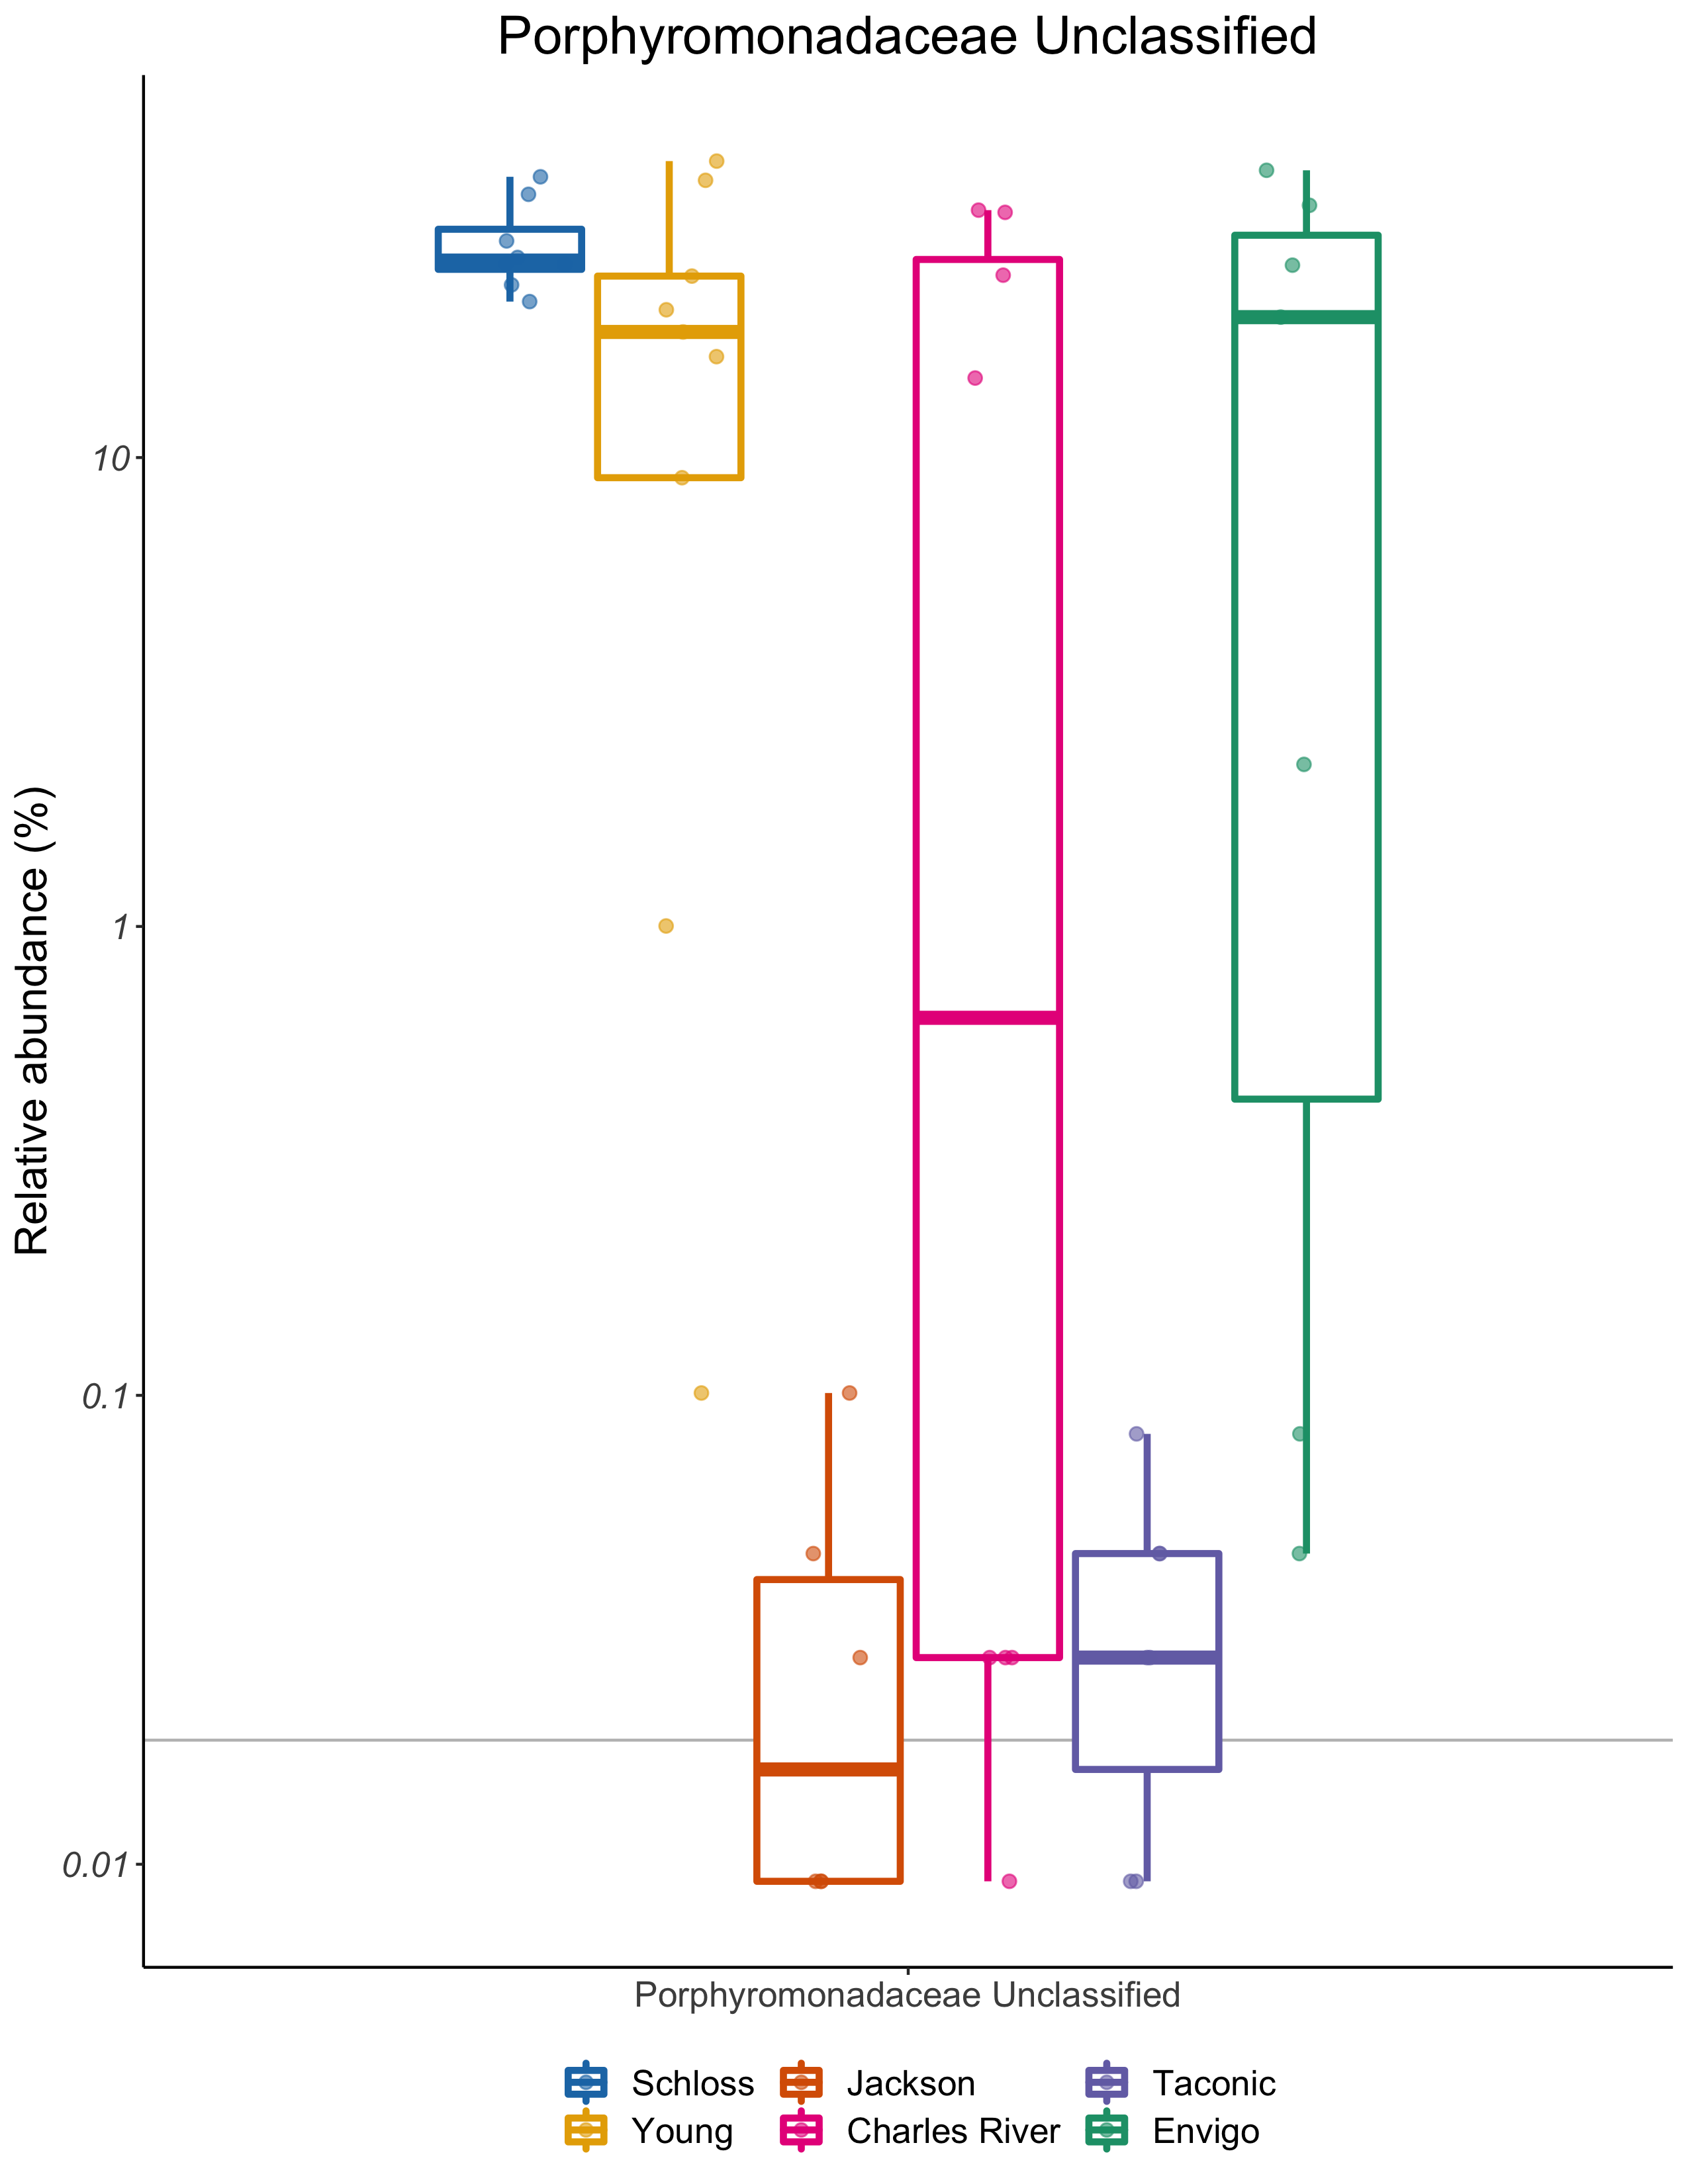 Porphyromonadaceae Unclassified
Relative abundance (%)
10
1
0.1
0.01
Porphyromonadaceae Unclassified
Schloss Jackson Taconic
Young Charles River Envigo